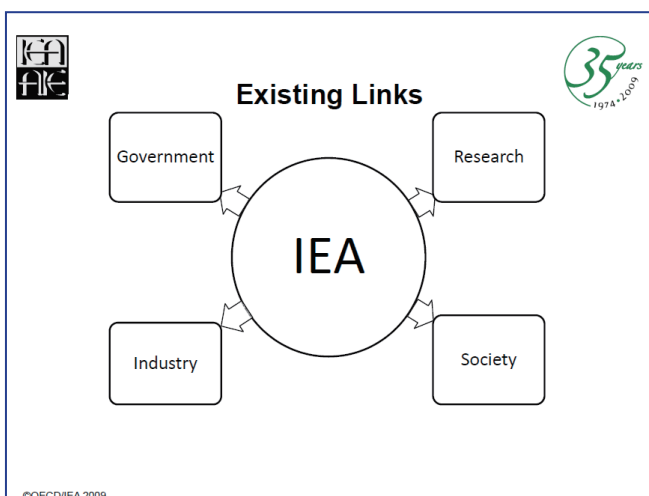 IEA
AIE
35 years
1974•2009
Existing Links
Government
Research
IEA
Industry
Society
©OECD/IEA 2009